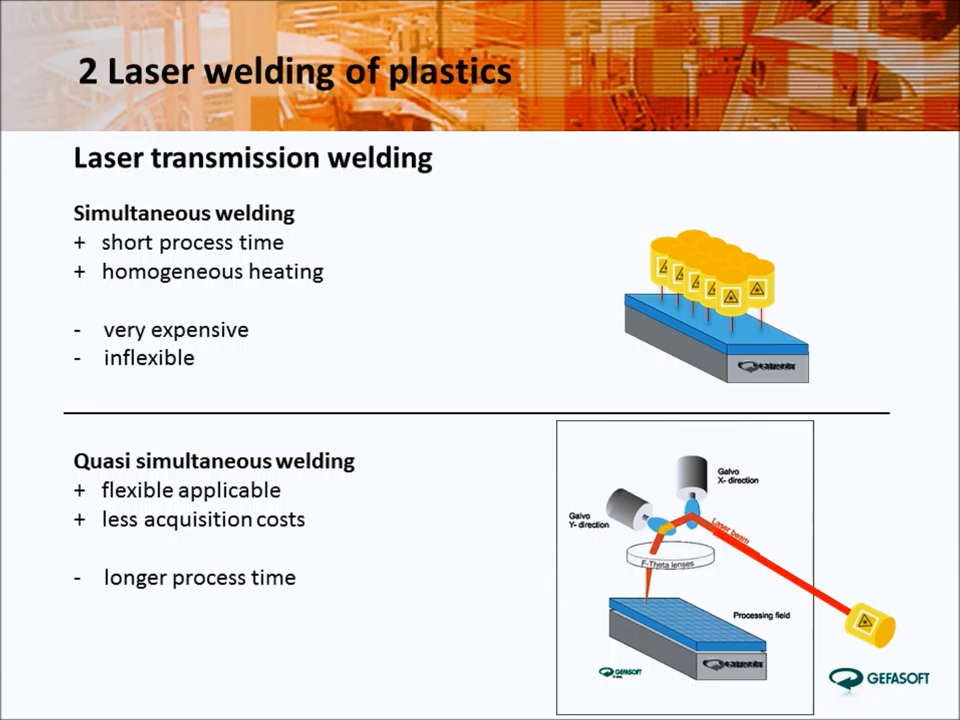 2 Laser welding of plastics
Laser transmission welding
Simultaneous welding
+ short process time
+ homogeneous heating
- very expensive
- inflexible
Quasi simultaneous welding
+ flexible applicable
+ less acquisition costs
- longer process time
Galvo
X- direction
Galvo
Y- direction
Laser beam
F-Theta lenses
Processing field
GEFASOFT
GEFASOFT